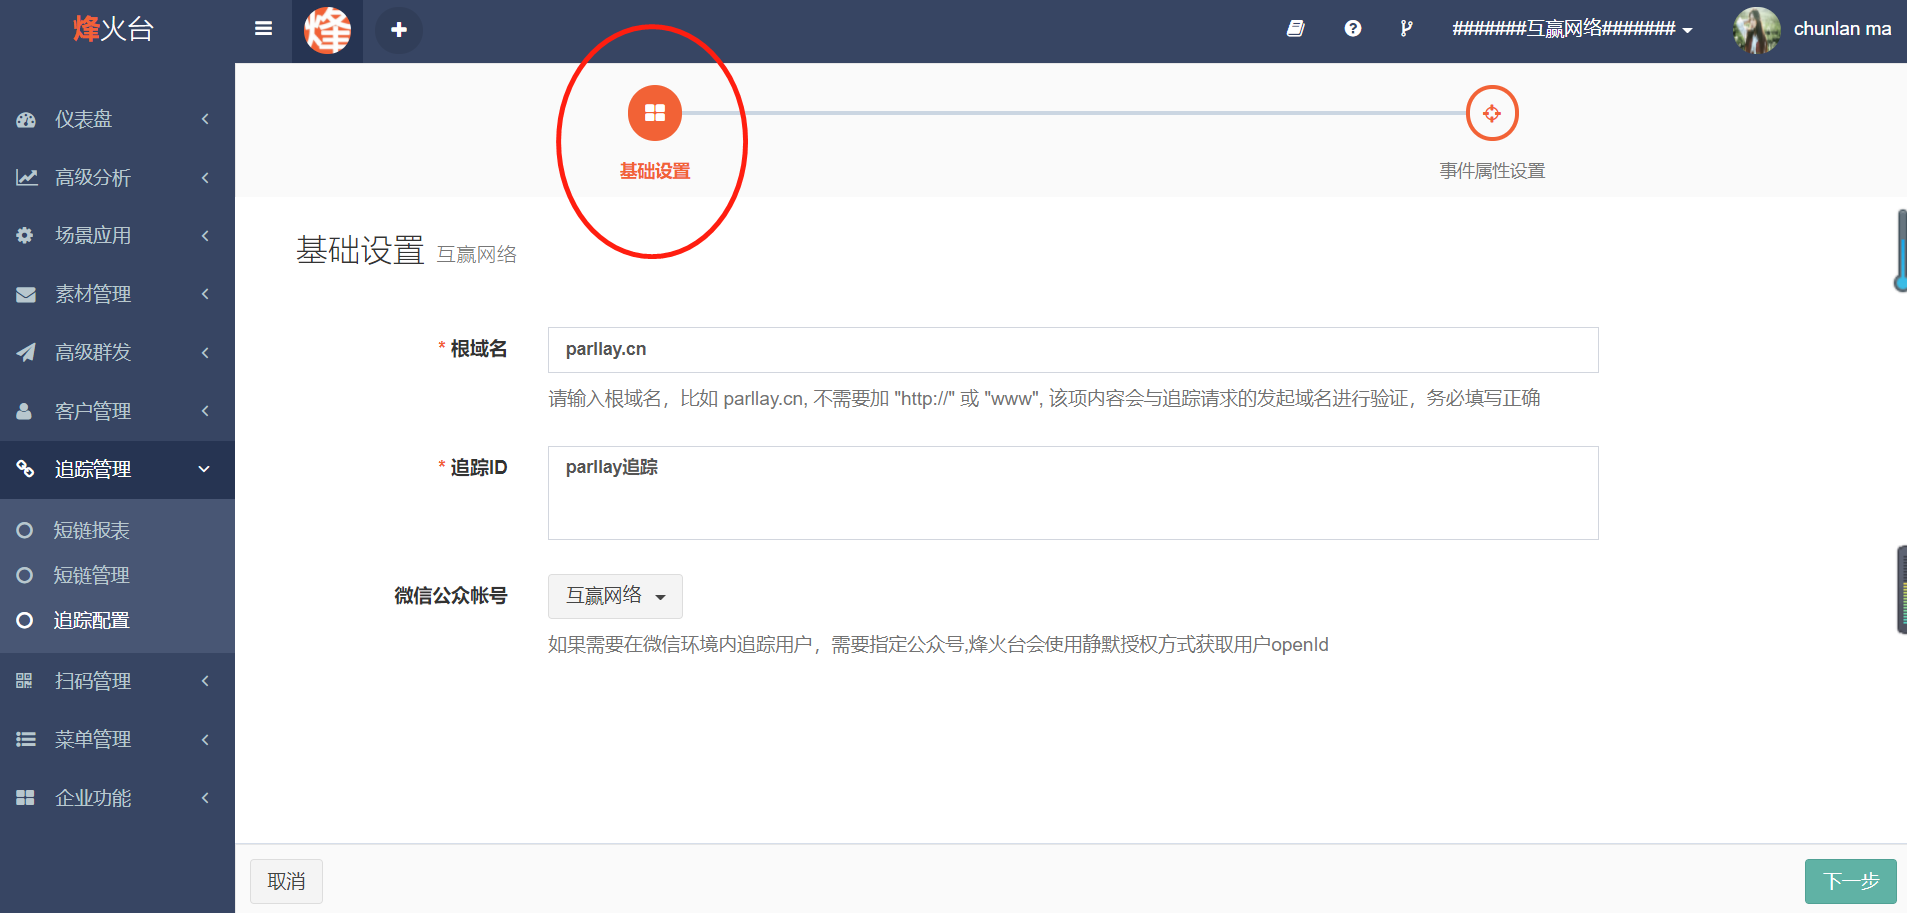 烽火台
烽
#######互赢网络#######
chunlan ma
仪表盘
高级分析
场景应用
素材管理
高级群发
客户管理
追踪管理
短链报表
短链管理
追踪配置
扫码管理
菜单管理
企业功能
基础设置
事件属性设置
基础设置 互赢网络
* 根域名
parllay.cn
请输入根域名，比如 parllay.cn, 不需要加 "http://" 或 "www", 该项内容会与追踪请求的发起域名进行验证，务必填写正确
* 追踪ID
parllay追踪
微信公众帐号
互赢网络
如果需要在微信环境内追踪用户，需要指定公众号,烽火台会使用静默授权方式获取用户openId
取消
下一步